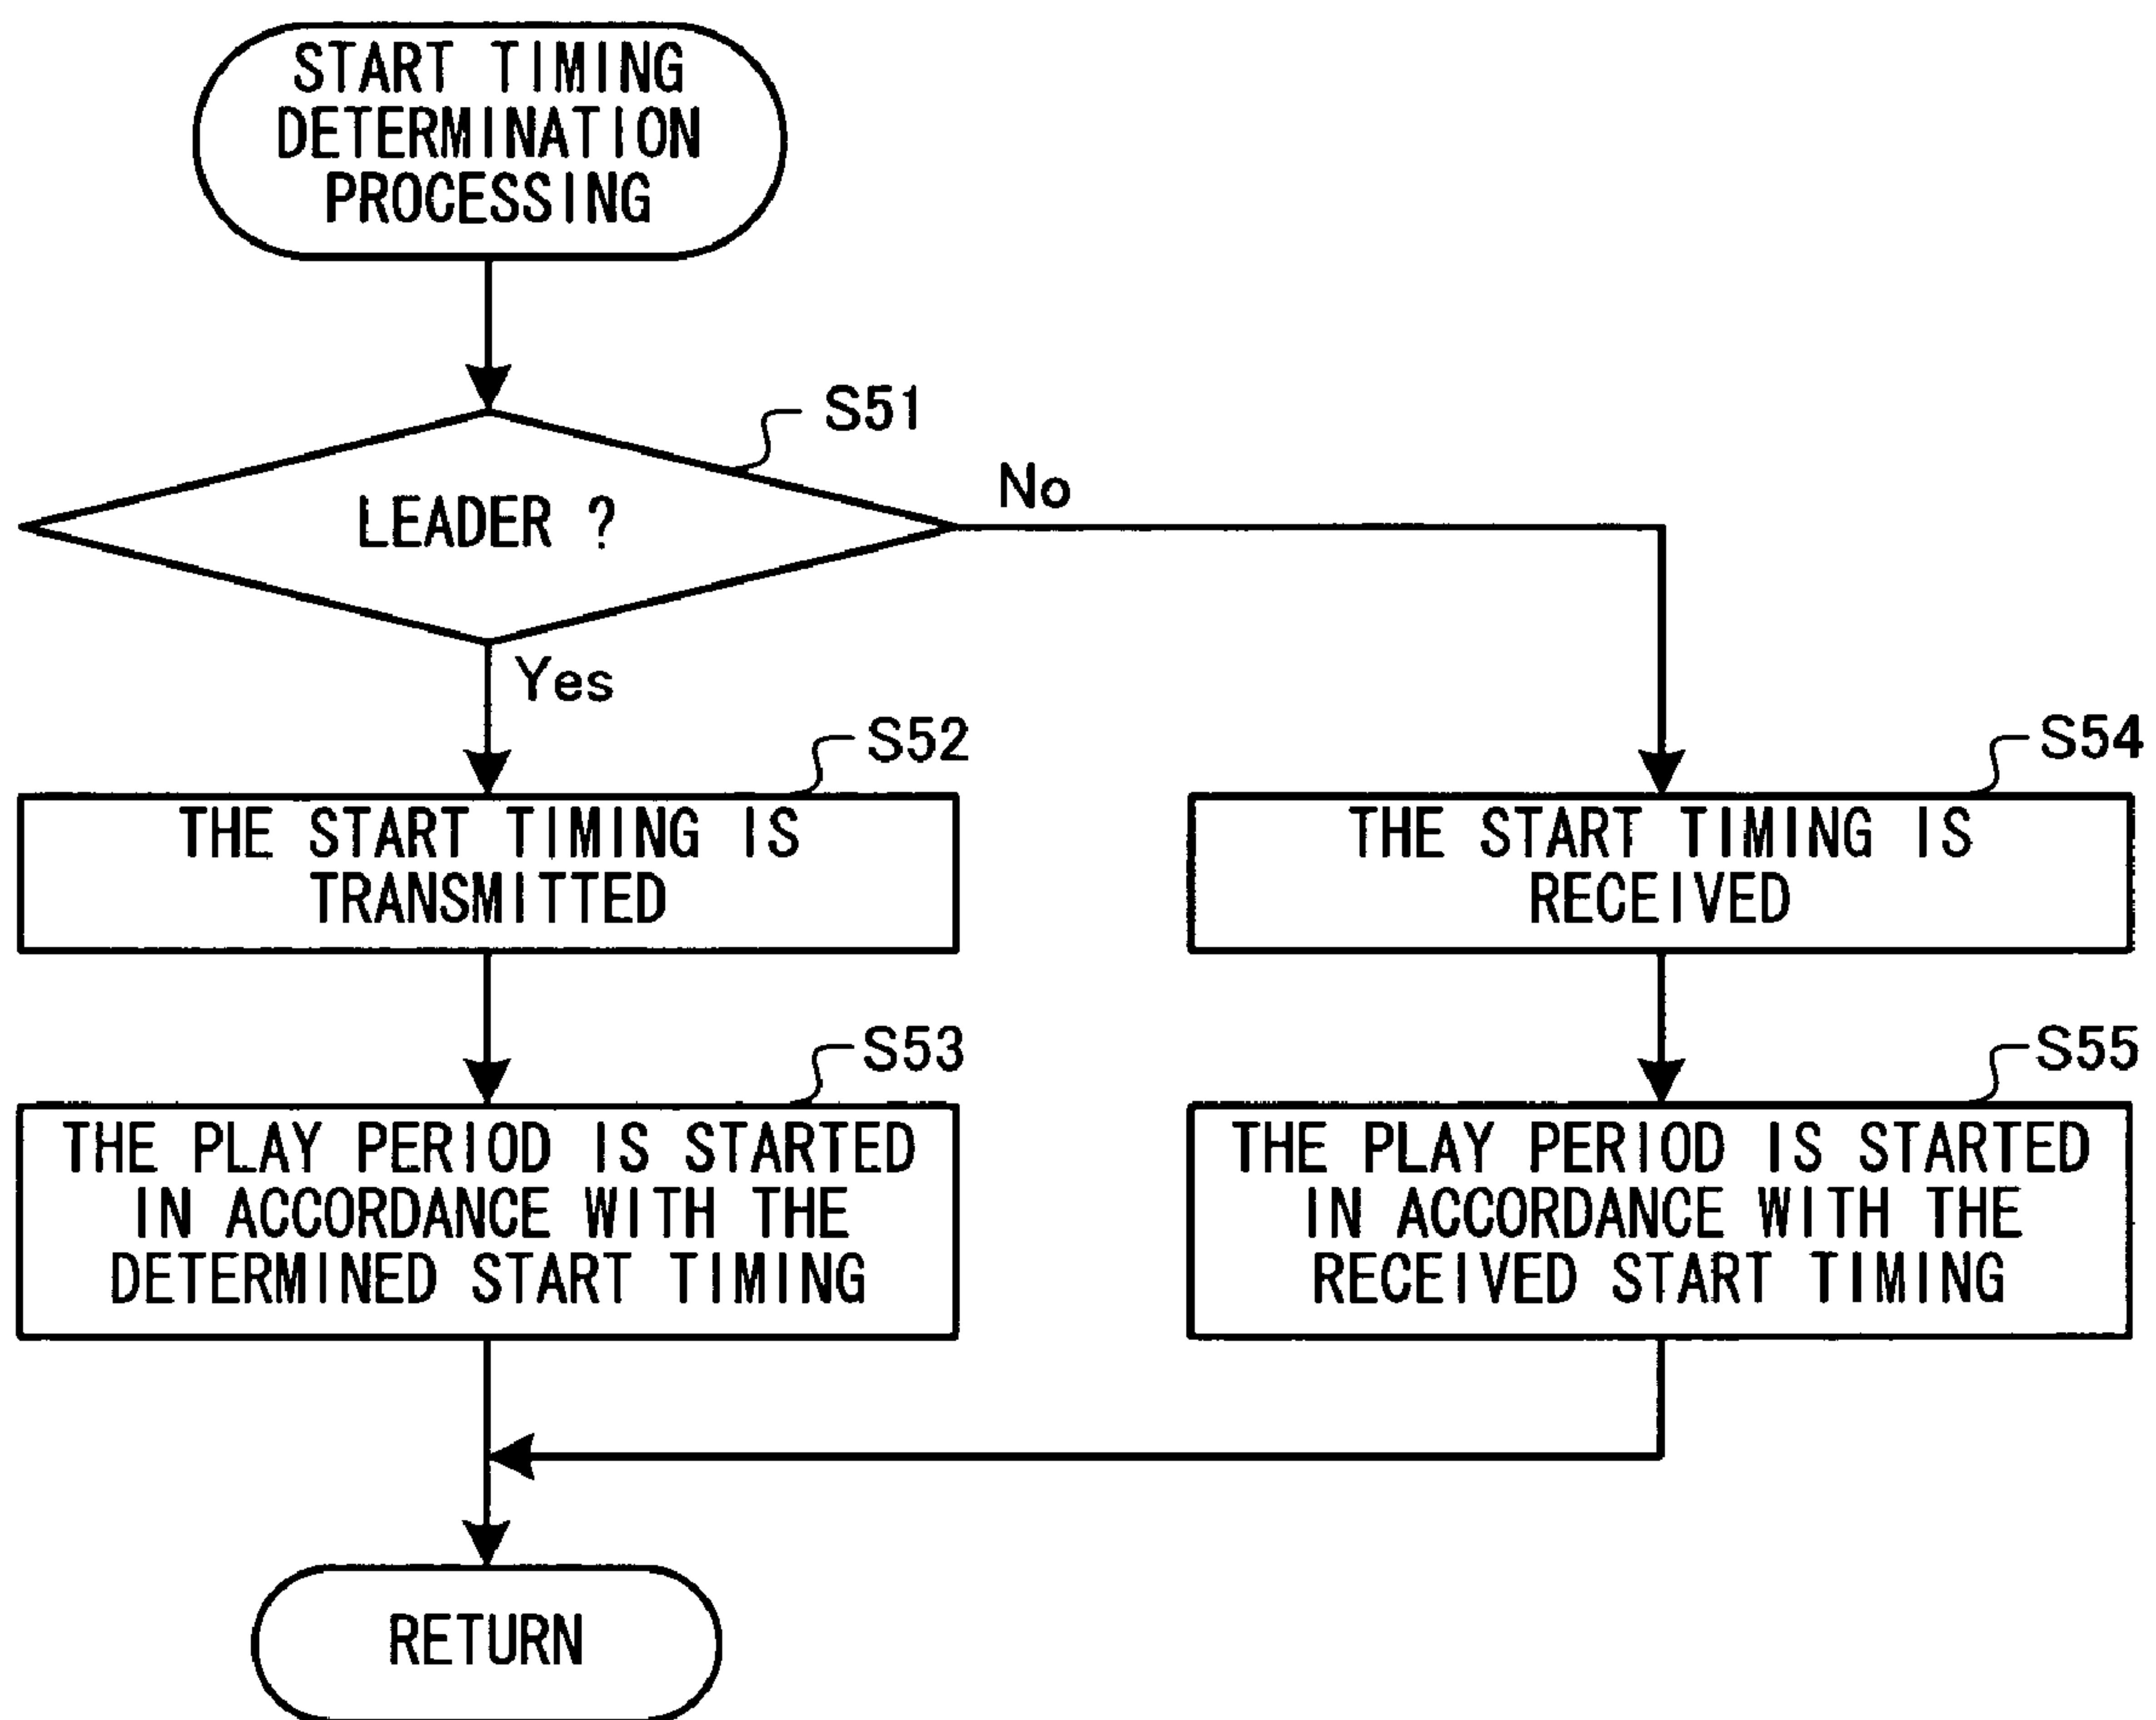 START TIMING
DETERMINATION
PROCESSING
S51
LEADER ?
No
Yes
S52
THE START TIMING IS
TRANSMITTED
S54
THE START TIMING IS
RECEIVED
S53
THE PLAY PERIOD IS STARTED
IN ACCORDANCE WITH THE
DETERMINED START TIMING
S55
THE PLAY PERIOD IS STARTED
IN ACCORDANCE WITH THE
RECEIVED START TIMING
RETURN